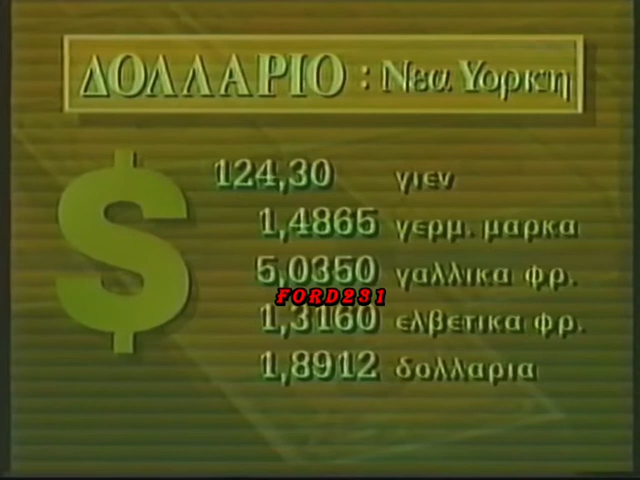 ΔΟΛΛΑΡΙΟ : Νεα Υορκη
124,30 γιεν
1,4865 γερμ. μαρκα
5,0350 γαλλικα φρ.
FORD231
1,3160 ελβετικα φρ.
1,8912 δολλαρια